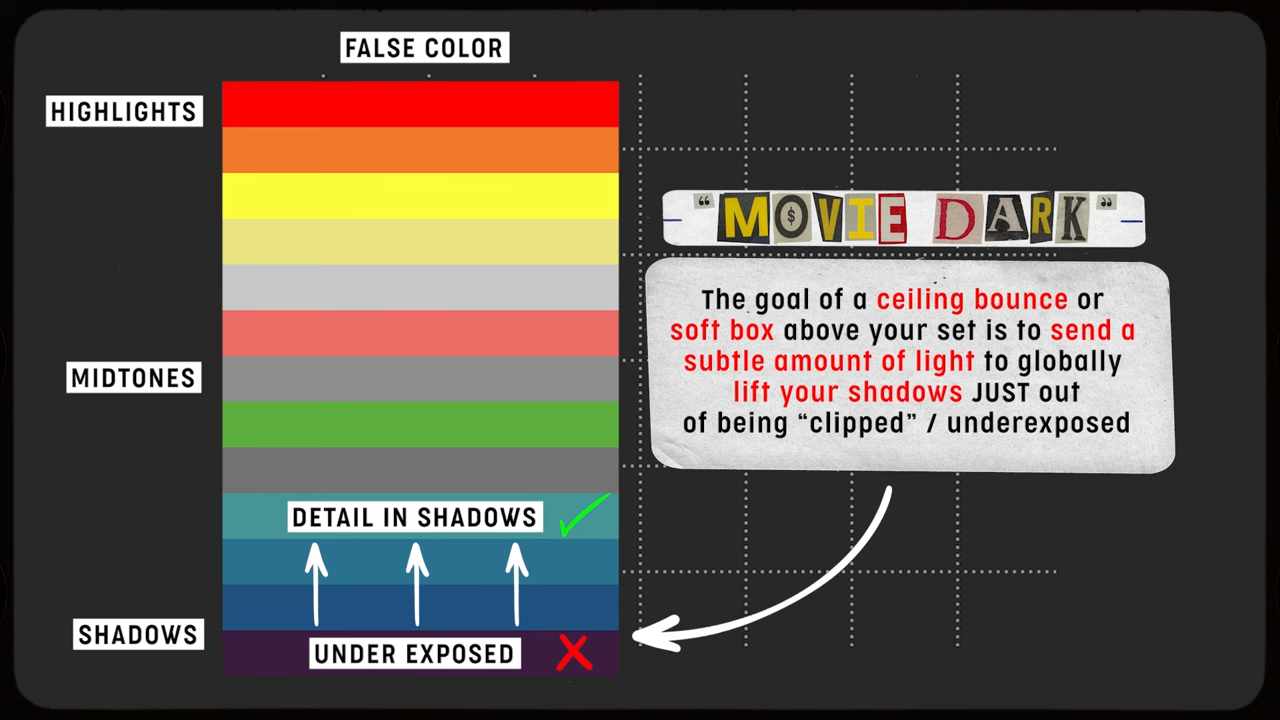 FALSE COLOR
HIGHLIGHTS
MIDTONES
DETAIL IN SHADOWS
SHADOWS
UNDER EXPOSED
“MOVIE DARK”
The goal of a ceiling bounce or
soft box above your set is to send a
subtle amount of light to globally
lift your shadows JUST out
of being “clipped” / underexposed